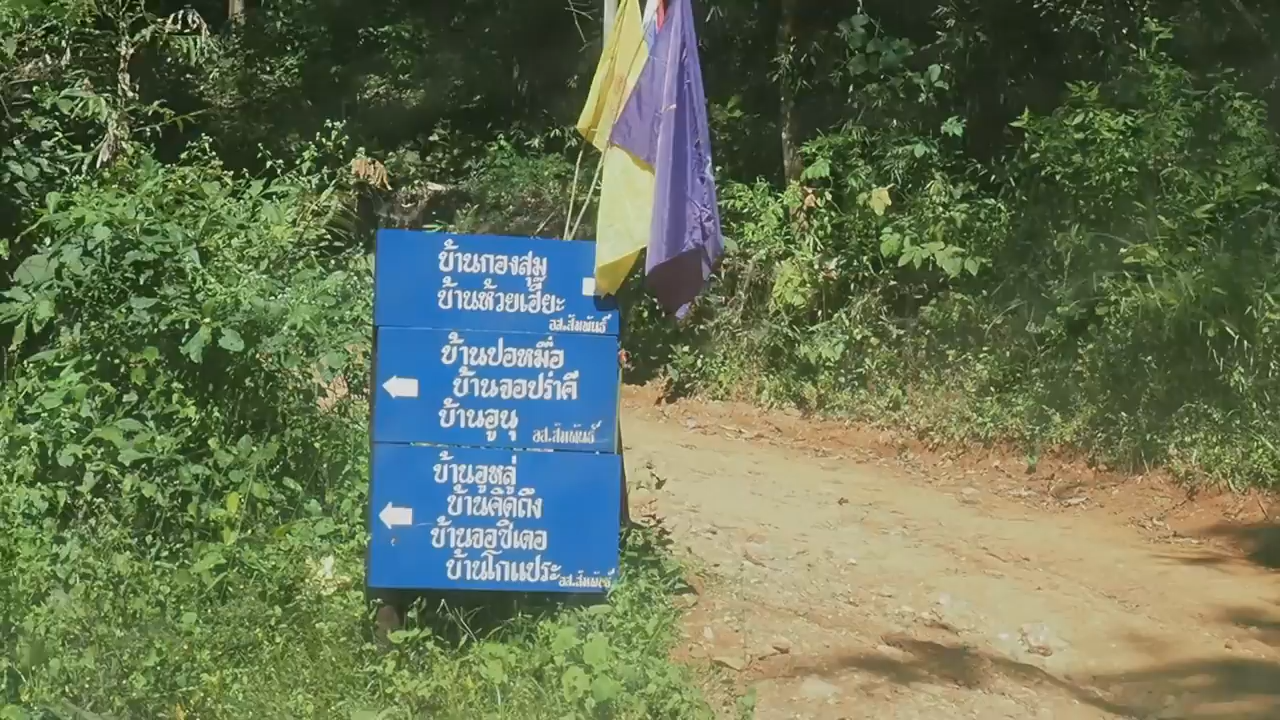 บ้านกองสุม
บ้านห้วยเฮี๊ยะ
อส.สัมพันธ์
บ้านปอหมื้อ
บ้านจอปร่าคี
บ้านอูนุ
อส.สัมพันธ์
บ้านอูหลู่
บ้านคิดตึง
บ้านจอซิเดอ
บ้านโกแประ
อส.สัมพันธ์